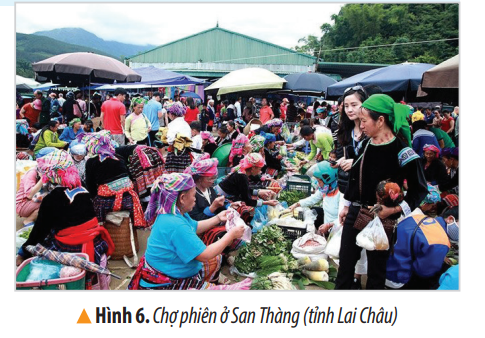 ▲ Hình 6. Chợ phiên ở San Thàng (tỉnh Lai Châu)